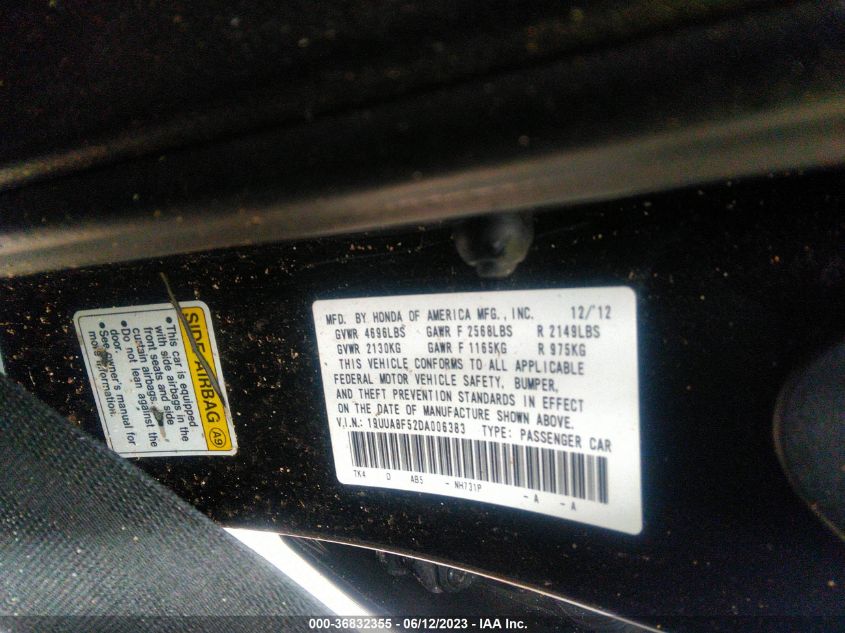 SIDE AIRBAG A9
•This car is equipped
with side airbags in the
front seats and side
curtain airbags.
•Do not lean against the
door.
•See owner's manual for
more information.
MFD. BY HONDA OF AMERICA MFG., INC. 12/'12
GVWR 4696LBS GAWR F 2568LBS R 2149LBS
GVWR 2130KG GAWR F 1165KG R 975KG
THIS VEHICLE CONFORMS TO ALL APPLICABLE
FEDERAL MOTOR VEHICLE SAFETY, BUMPER,
AND THEFT PREVENTION STANDARDS IN EFFECT
ON THE DATE OF MANUFACTURE SHOWN ABOVE.
V.I.N.: 19UUA8F52DA006383 TYPE: PASSENGER CAR
TK4 D AB5 - NH731P - A - A
000-36832355 - 06/12/2023 - IAA Inc.